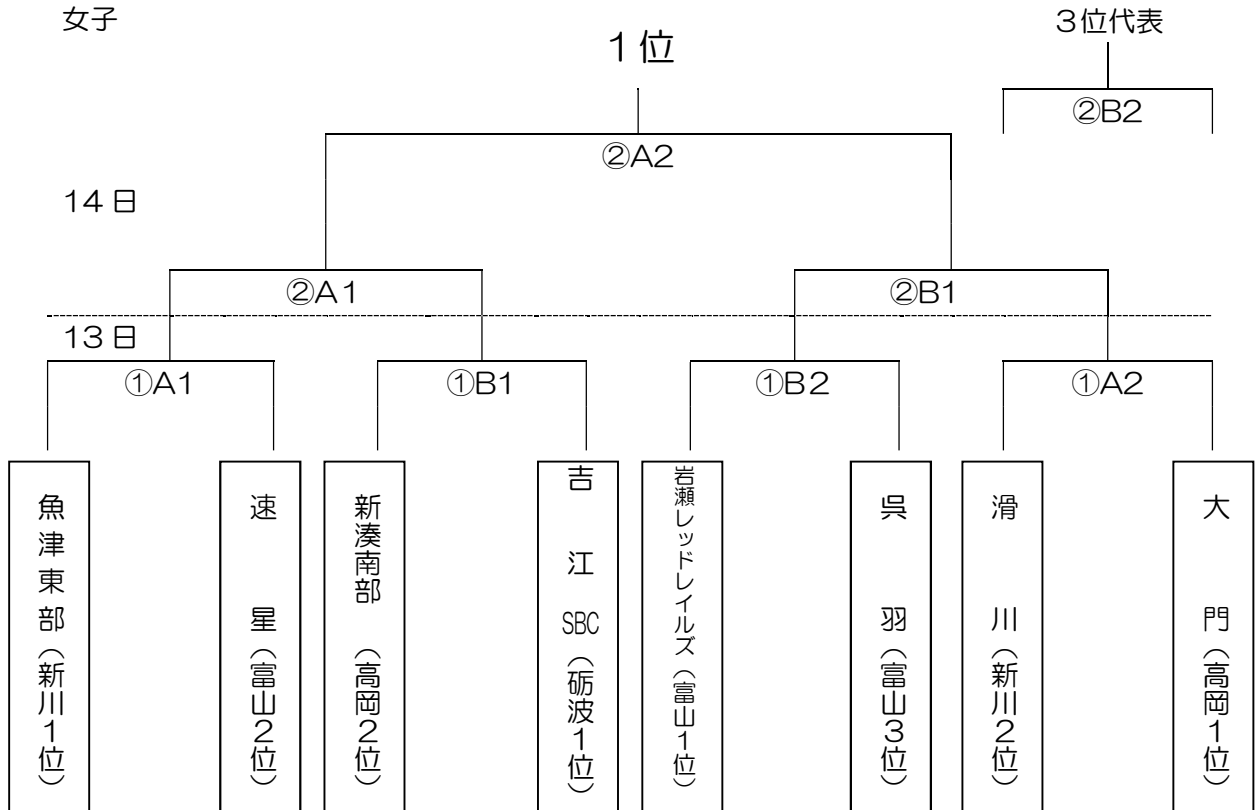 女子
1位
3位代表
②B2
②A2
14日
②A1
②B1
13日
①A1
①B1
①B2
①A2
魚津東部（新川1位）
速星（富山2位）
新湊南部（高岡2位）
吉江SBC（砺波1位）
岩瀬レッドレイルズ（富山1位）
呉羽（富山3位）
滑川（新川2位）
大門（高岡1位）